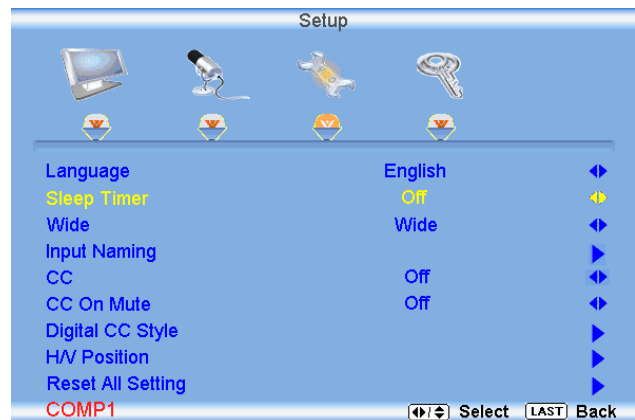 Setup
Language English
Sleep Timer Off
Wide Wide
Input Naming
CC Off
CC On Mute Off
Digital CC Style
H/V Position
Reset All Setting
COMP1 Select LAST Back